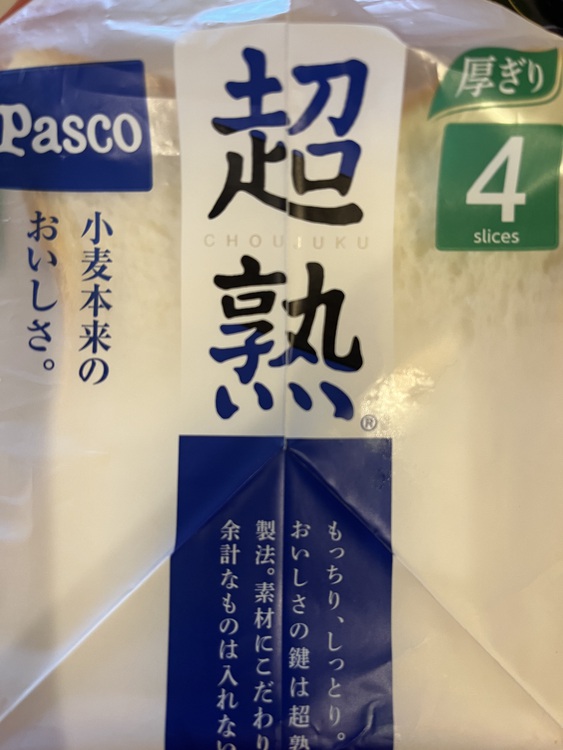 Pasco
超熟
CHOUJUKU
®
厚ぎり
4
slices
小麦本来の
おいしさ。
もっちり、しっとり。
おいしさの鍵は超熟
製法。素材にこだわり
余計なものは入れない